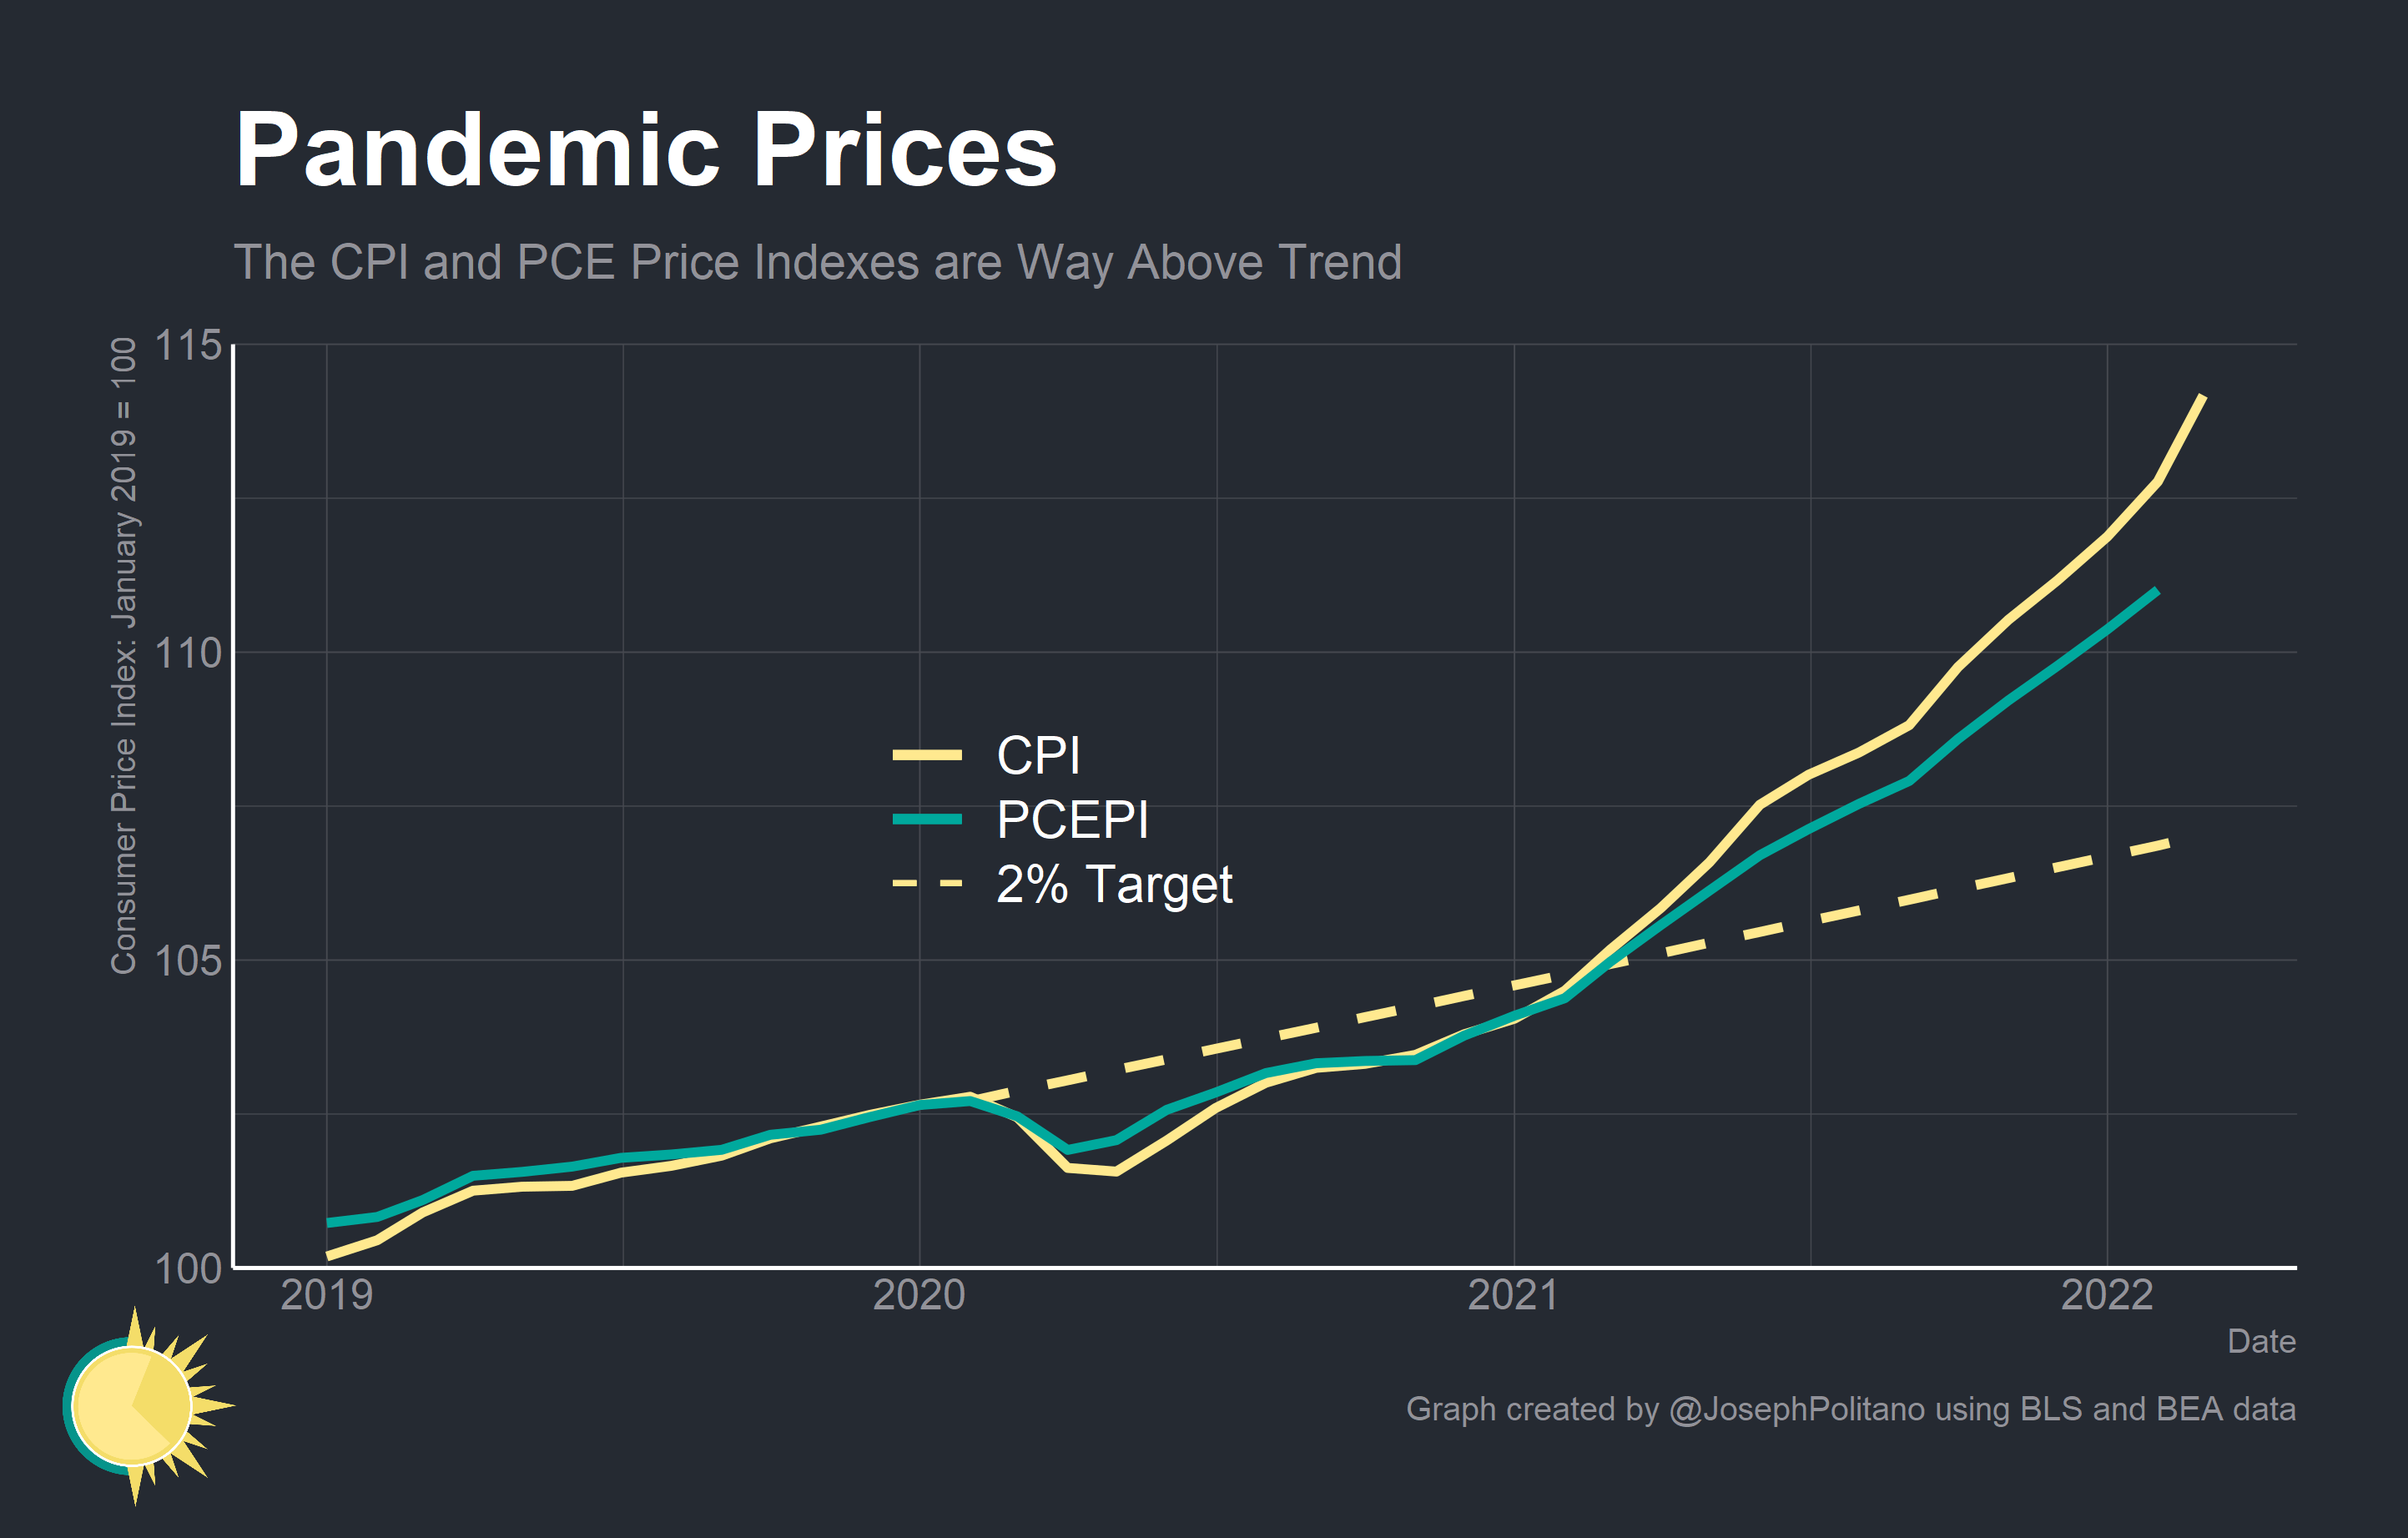 Pandemic Prices
The CPI and PCE Price Indexes are Way Above Trend
Consumer Price Index: January 2019 = 100
115
110
105
100
CPI
PCEPI
2% Target
2019
2020
2021
2022
Date
Graph created by @JosephPolitano using BLS and BEA data